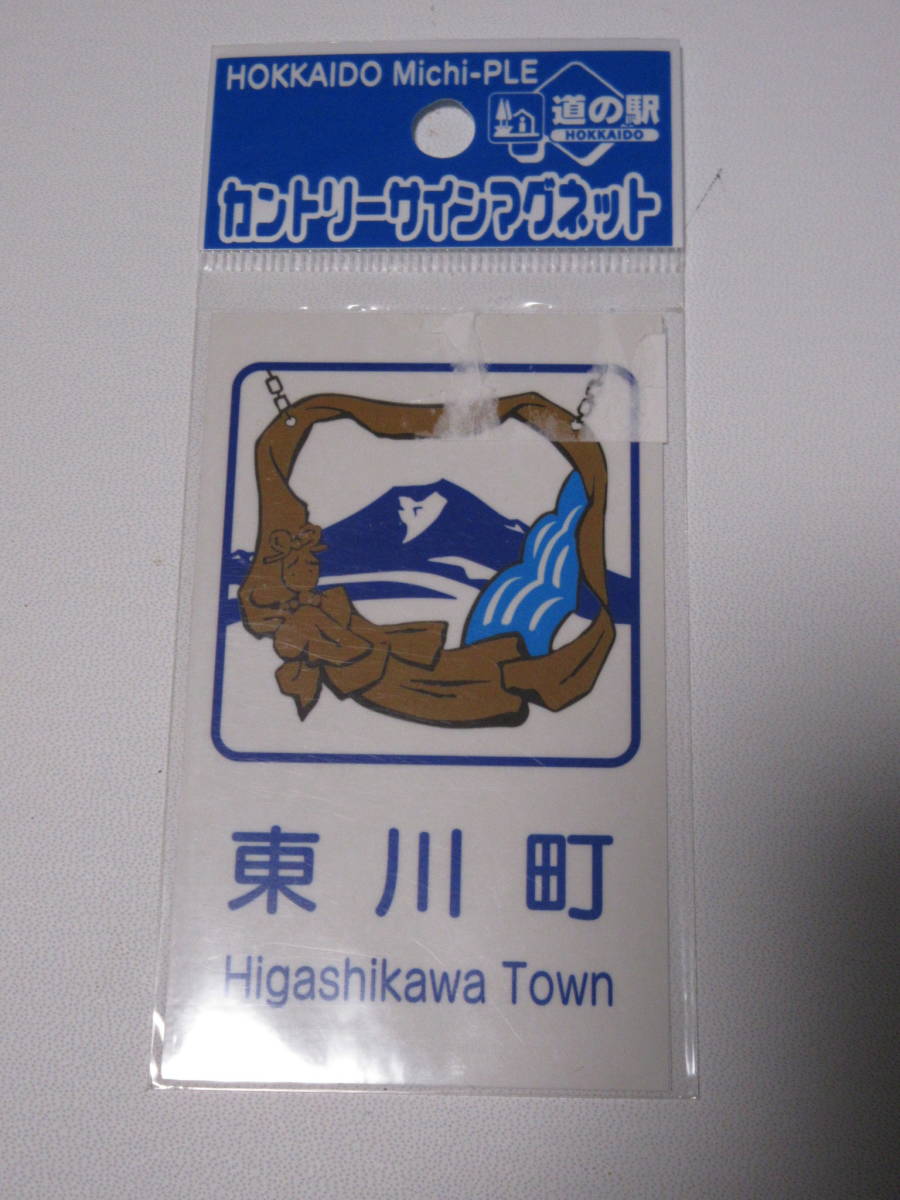 HOKKAIDO Michi-PLE
道の駅
HOKKAIDO
カントリーサインマグネット
東川町
Higashikawa Town